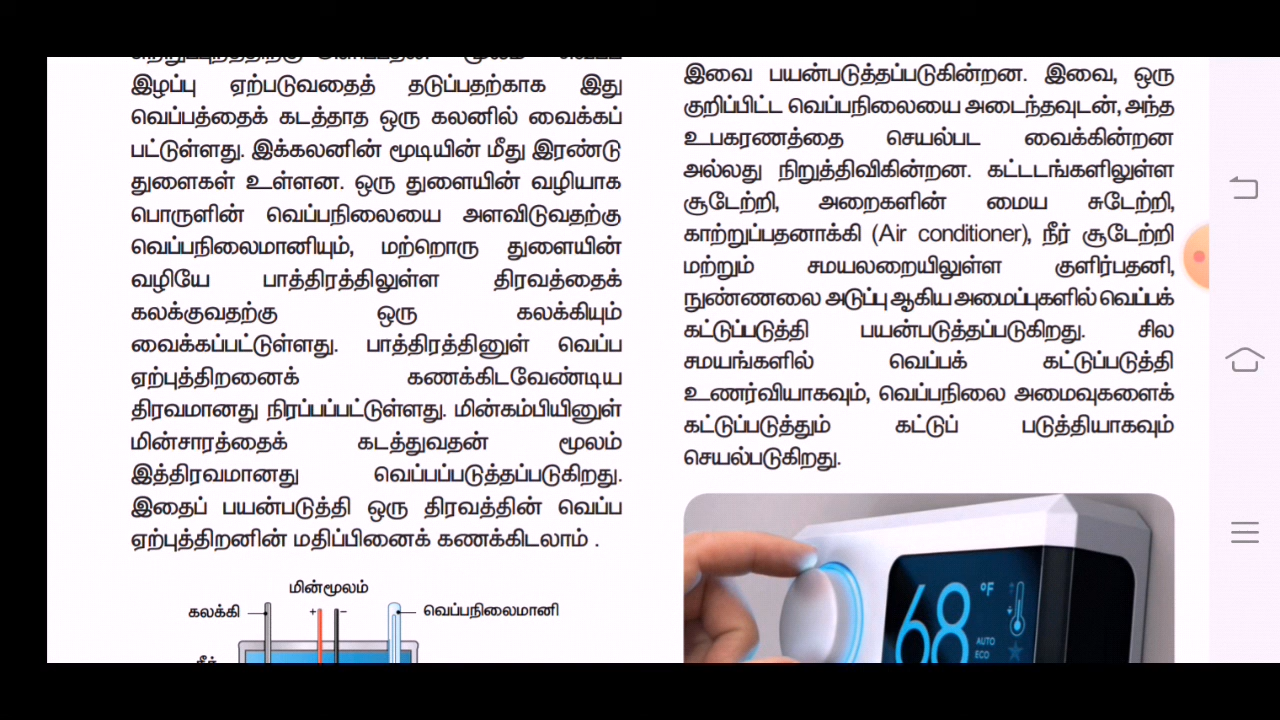 இழப்பு ஏற்படுவதைத் தடுப்பதற்காக இது
வெப்பத்தைக் கடத்தாத ஒரு கலனில் வைக்கப்
பட்டுள்ளது. இக்கலனின் மூடியின் மீது இரண்டு
துளைகள் உள்ளன. ஒரு துளையின் வழியாக
பொருளின் வெப்பநிலையை அளவிடுவதற்கு
வெப்பநிலைமானியும், மற்றொரு துளையின்
வழியே பாத்திரத்திலுள்ள திரவத்தைக்
கலக்குவதற்கு ஒரு கலக்கியும்
வைக்கப்பட்டுள்ளது. பாத்திரத்தினுள் வெப்ப
ஏற்புத்திறனைக் கணக்கிடவேண்டிய
திரவமானது நிரப்பப்பட்டுள்ளது. மின்கம்பியினுள்
மின்சாரத்தைக் கடத்துவதன் மூலம்
இத்திரவமானது வெப்பப்படுத்தப்படுகிறது.
இதைப் பயன்படுத்தி ஒரு திரவத்தின் வெப்ப
ஏற்புத்திறனின் மதிப்பினைக் கணக்கிடலாம் .
மின்மூலம்
கலக்கி
+ –
வெப்பநிலைமானி
இவை பயன்படுத்தப்படுகின்றன. இவை, ஒரு
குறிப்பிட்ட வெப்பநிலையை அடைந்தவுடன், அந்த
உபகரணத்தை செயல்பட வைக்கின்றன
அல்லது நிறுத்திவிகின்றன. கட்டடங்களிலுள்ள
சூடேற்றி, அறைகளின் மைய சுடேற்றி,
காற்றுப்பதனாக்கி (Air conditioner), நீர் சூடேற்றி
மற்றும் சமயலறையிலுள்ள குளிர்பதனி,
நுண்ணலை அடுப்பு ஆகிய அமைப்புகளில் வெப்பக்
கட்டுப்படுத்தி பயன்படுத்தப்படுகிறது. சில
சமயங்களில் வெப்பக் கட்டுப்படுத்தி
உணர்வியாகவும், வெப்பநிலை அமைவுகளைக்
கட்டுப்படுத்தும் கட்டுப் படுத்தியாகவும்
செயல்படுகிறது.
68 °F
AUTO
ECO